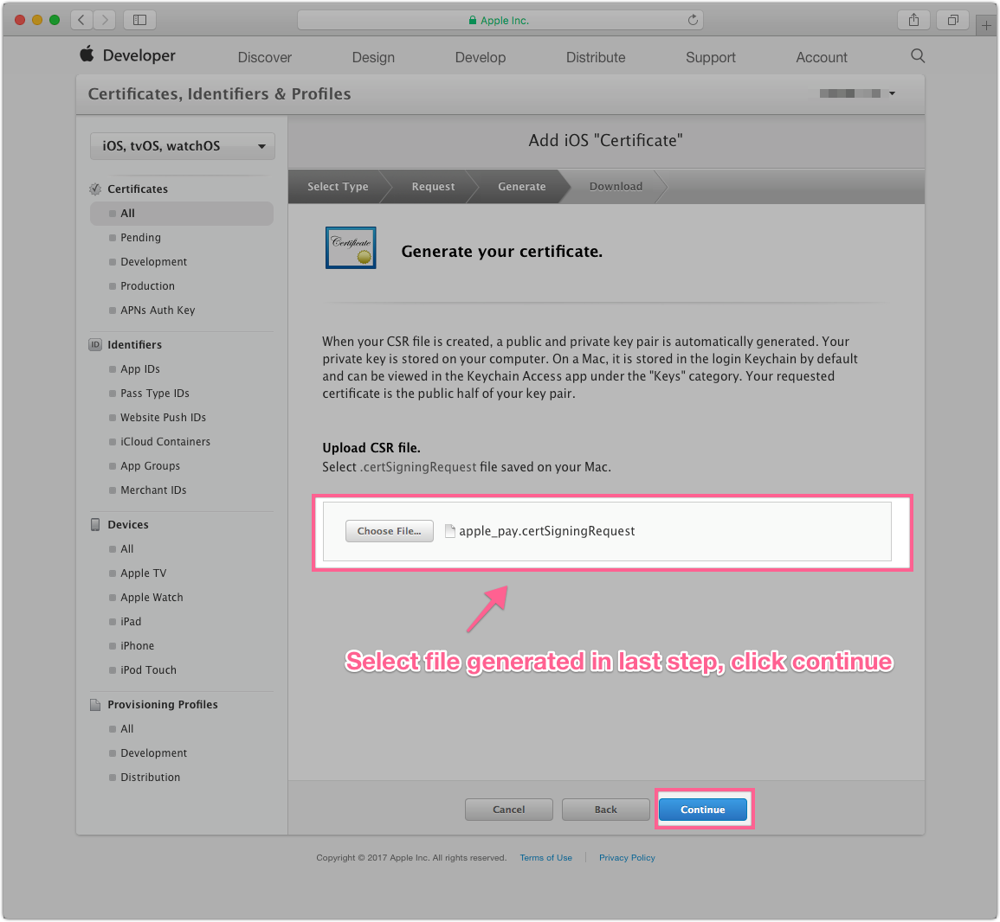 Apple Inc.
Developer
Discover
Design
Develop
Distribute
Support
Account
Certificates, Identifiers & Profiles
iOS, tvOS, watchOS
Certificates
All
Pending
Development
Production
APNs Auth Key
ID Identifiers
App IDs
Pass Type IDs
Website Push IDs
iCloud Containers
App Groups
Merchant IDs
Devices
All
Apple TV
Apple Watch
iPad
iPhone
iPod Touch
Provisioning Profiles
All
Development
Distribution
Add iOS "Certificate"
Select Type
Request
Generate
Download
Certificate
Generate your certificate.
When your CSR file is created, a public and private key pair is automatically generated. Your
private key is stored on your computer. On a Mac, it is stored in the login Keychain by default
and can be viewed in the Keychain Access app under the "Keys" category. Your requested
certificate is the public half of your key pair.
Upload CSR file.
Select .certSigningRequest file saved on your Mac.
Choose File...
apple_pay.certSigningRequest
Select file generated in last step, click continue
Cancel
Back
Continue
Copyright © 2017 Apple Inc. All rights reserved.
Terms of Use
Privacy Policy